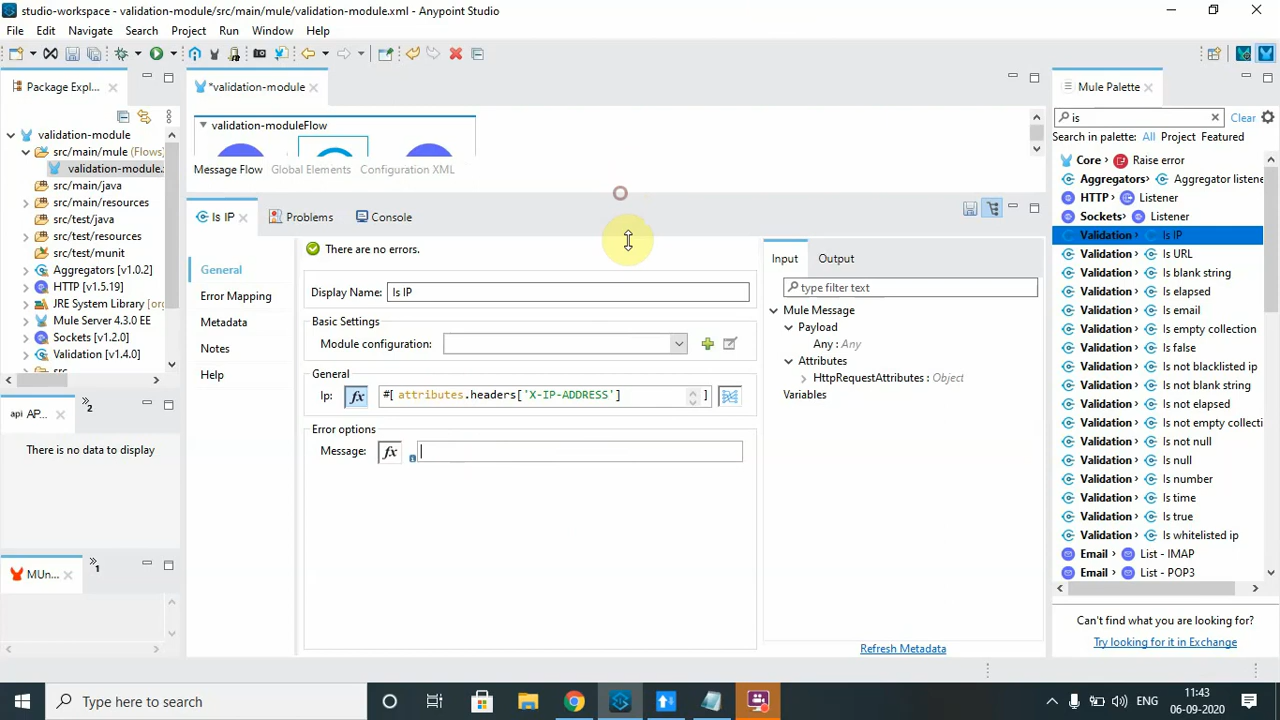 studio-workspace - validation-module/src/main/mule/validation-module.xml - Anypoint Studio
File Edit Navigate Search Project Run Window Help
Package Expl...
validation-module
src/main/mule (Flows)
validation-module.
src/main/java
src/main/resources
src/test/java
src/test/resources
src/test/munit
Aggregators [v1.0.2]
HTTP [v1.5.19]
JRE System Library [
Mule Server 4.3.0 EE
Sockets [v1.2.0]
Validation [v1.4.0]
api AP...
2
There is no data to display
MUn...
1
*validation-module
validation-moduleFlow
Message Flow Global Elements Configuration XML
Is IP Problems Console
There are no errors.
General
Error Mapping
Metadata
Notes
Help
Display Name: Is IP
Basic Settings
Module configuration:
General
Ip: fx #[ attributes.headers['X-IP-ADDRESS'] ]
Error options
Message: fx
Input Output
type filter text
Mule Message
Payload
Any : Any
Attributes
HttpRequestAttributes : Object
Variables
Refresh Metadata
Mule Palette
is Clear
Search in palette: All Project Featured
Core > Raise error
Aggregators > Aggregator listene
HTTP > Listener
Sockets > Listener
Validation > Is IP
Validation > Is URL
Validation > Is blank string
Validation > Is elapsed
Validation > Is email
Validation > Is empty collection
Validation > Is false
Validation > Is not blacklisted ip
Validation > Is not blank string
Validation > Is not elapsed
Validation > Is not empty collecti
Validation > Is not null
Validation > Is null
Validation > Is number
Validation > Is time
Validation > Is true
Validation > Is whitelisted ip
Email > List - IMAP
Email > List - POP3
Can't find what you are looking for?
Try looking for it in Exchange
Type here to search
ENG
11:43
06-09-2020